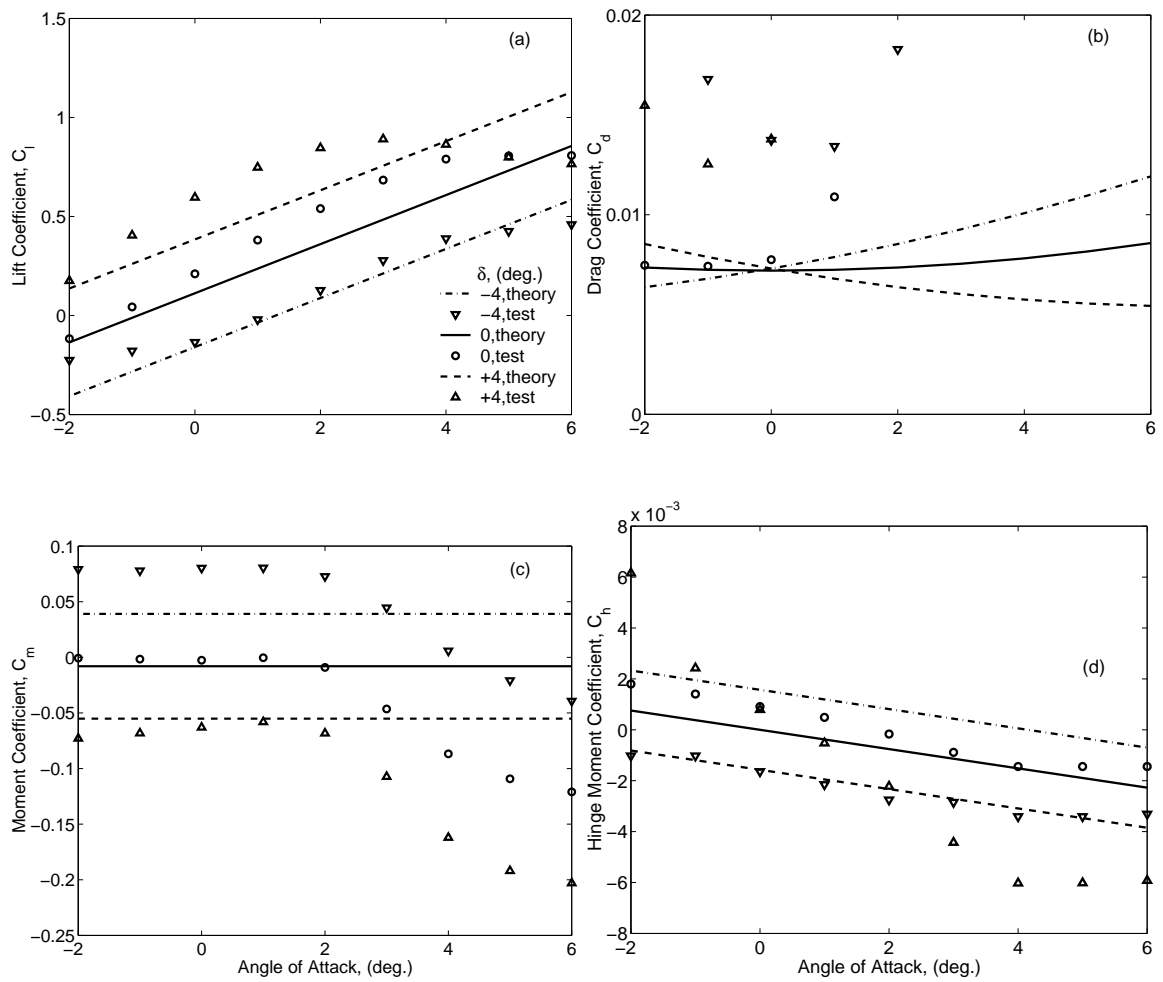 1.5
1
0.5
0
−0.5
−2
0
2
4
6
Lift Coefficient, C_l
(a)
δ, (deg.)
−4,theory
−4,test
0,theory
0,test
+4,theory
+4,test
0.02
0.01
0
−2
0
2
4
6
Drag Coefficient, C_d
(b)
0.1
0.05
0
−0.05
−0.1
−0.15
−0.2
−0.25
−2
0
2
4
6
Moment Coefficient, C_m
Angle of Attack, (deg.)
(c)
x 10^−3
8
6
4
2
0
−2
−4
−6
−8
−2
0
2
4
6
Hinge Moment Coefficient, C_h
Angle of Attack, (deg.)
(d)